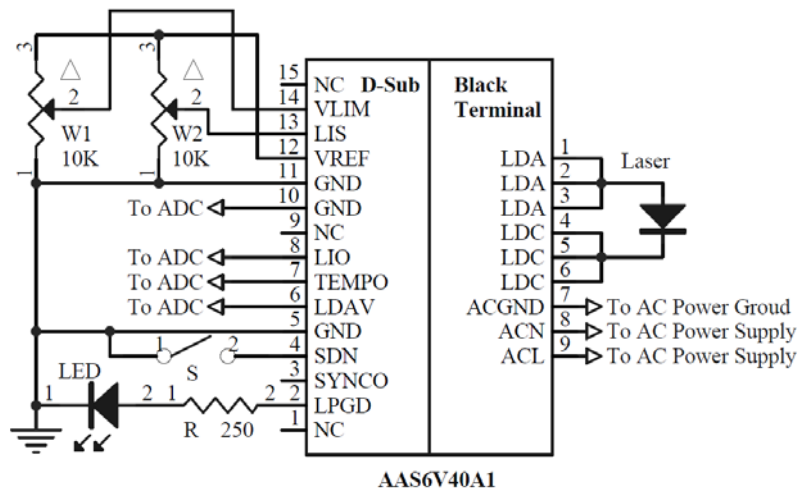 3
3
△
△
2
2
W1
W2
10K
10K
1
1
D-Sub
Black
Terminal
15 NC
14 VLIM
13 LIS
12 VREF
11 GND
To ADC 10 GND
9 NC
To ADC 8 LIO
To ADC 7 TEMPO
To ADC 6 LDAV
5 GND
1 2 4 SDN
S
3 SYNCO
LED
1 2 1 2 2 LPGD
R 250
1 NC
LDA 1
LDA 2
LDA 3
LDC 4
LDC 5
LDC 6
Laser
ACGND 7 To AC Power Groud
ACN 8 To AC Power Supply
ACL 9 To AC Power Supply
AAS6V40A1